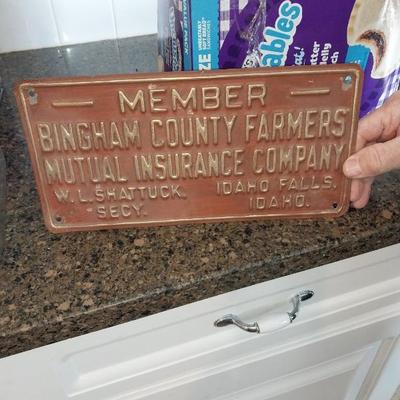 MEMBER
BINGHAM COUNTY FARMERS
MUTUAL INSURANCE COMPANY
W. L. SHATTUCK. IDAHO FALLS.
SECY. IDAHO.